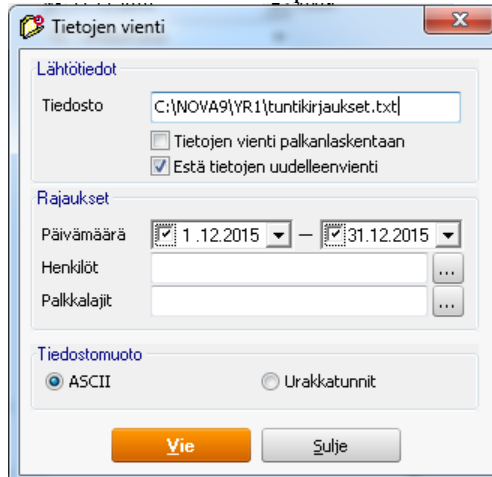 Tietojen vienti
Lähtötiedot
Tiedosto C:\NOVA9\YR1\tuntikirjaukset.txt
Tietojen vienti palkanlaskentaan
Estä tietojen uudelleenvienti
Rajaukset
Päivämäärä 1 .12.2015 – 31.12.2015
Henkilöt ...
Palkkalajit ...
Tiedostomuoto
ASCII Urakkatunnit
Vie Sulje